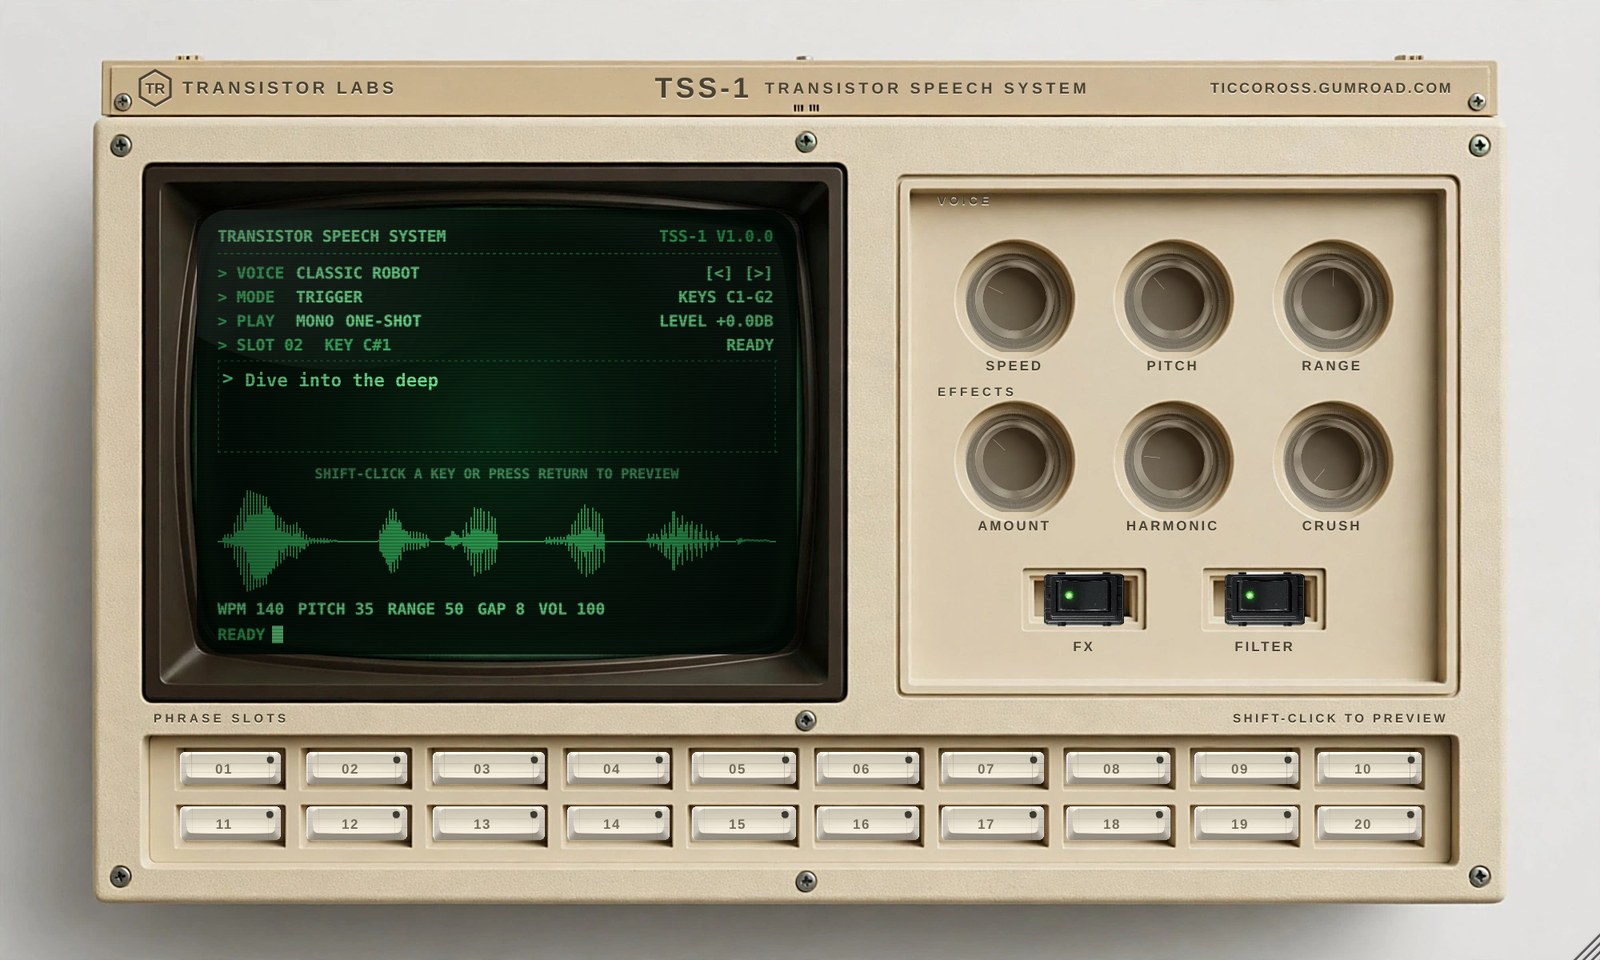 TR TRANSISTOR LABS
TSS-1 TRANSISTOR SPEECH SYSTEM
TICCOROSS.GUMROAD.COM
TRANSISTOR SPEECH SYSTEM TSS-1 V1.0.0
> VOICE CLASSIC ROBOT [<] [>]
> MODE TRIGGER KEYS C1-G2
> PLAY MONO ONE-SHOT LEVEL +0.0DB
> SLOT 02 KEY C#1 READY
> Dive into the deep
SHIFT-CLICK A KEY OR PRESS RETURN TO PREVIEW
WPM 140 PITCH 35 RANGE 50 GAP 8 VOL 100
READY
VOICE
SPEED PITCH RANGE
EFFECTS
AMOUNT HARMONIC CRUSH
FX FILTER
PHRASE SLOTS SHIFT-CLICK TO PREVIEW
01 02 03 04 05 06 07 08 09 10
11 12 13 14 15 16 17 18 19 20